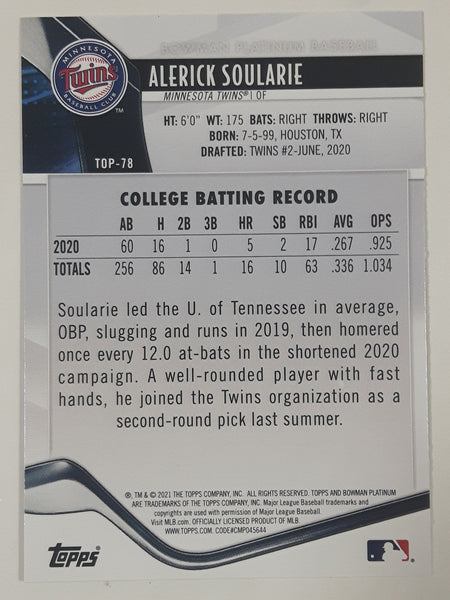 BOWMAN PLATINUM BASEBALL
MINNESOTA
Twins
BASEBALL CLUB
TM
ALERICK SOULARIE
MINNESOTA TWINS® | OF
TOP-78
HT: 6'0" WT: 175 BATS: RIGHT THROWS: RIGHT
BORN: 7-5-99, HOUSTON, TX
DRAFTED: TWINS #2-JUNE, 2020
COLLEGE BATTING RECORD
AB H 2B 3B HR SB RBI AVG OPS
2020 60 16 1 0 5 2 17 .267 .925
TOTALS 256 86 14 1 16 10 63 .336 1.034
Soularie led the U. of Tennessee in average,
OBP, slugging and runs in 2019, then homered
once every 12.0 at-bats in the shortened 2020
campaign. A well-rounded player with fast
hands, he joined the Twins organization as a
second-round pick last summer.
®, TM & © 2021 THE TOPPS COMPANY, INC. ALL RIGHTS RESERVED. TOPPS AND BOWMAN PLATINUM
ARE TRADEMARKS OF THE TOPPS COMPANY, INC. Major League Baseball trademarks and
copyrights are used with permission of Major League Baseball.
Visit MLB.com. OFFICIALLY LICENSED PRODUCT OF MLB.
WWW.TOPPS.COM. CODE#CMP045644
topps